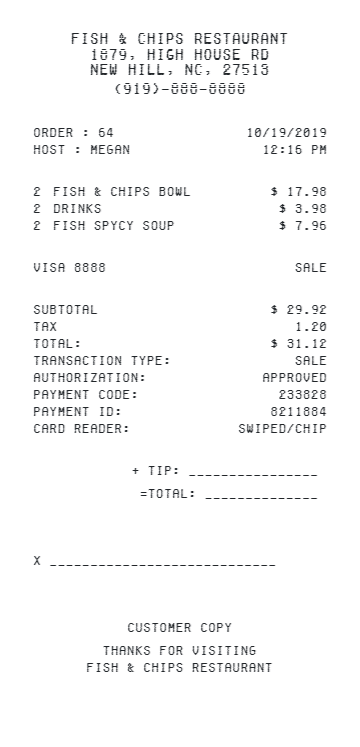 FISH & CHIPS RESTAURANT
1879, HIGH HOUSE RD
NEW HILL, NC, 27513
(919)-888-8888
ORDER : 64 10/19/2019
HOST : MEGAN 12:16 PM
2 FISH & CHIPS BOWL $ 17.98
2 DRINKS $ 3.98
2 FISH SPYCY SOUP $ 7.96
VISA 8888 SALE
SUBTOTAL $ 29.92
TAX 1.20
TOTAL: $ 31.12
TRANSACTION TYPE: SALE
AUTHORIZATION: APPROVED
PAYMENT CODE: 233828
PAYMENT ID: 8211884
CARD READER: SWIPED/CHIP
+ TIP: ________________
=TOTAL: ______________
X ____________________________
CUSTOMER COPY
THANKS FOR VISITING
FISH & CHIPS RESTAURANT